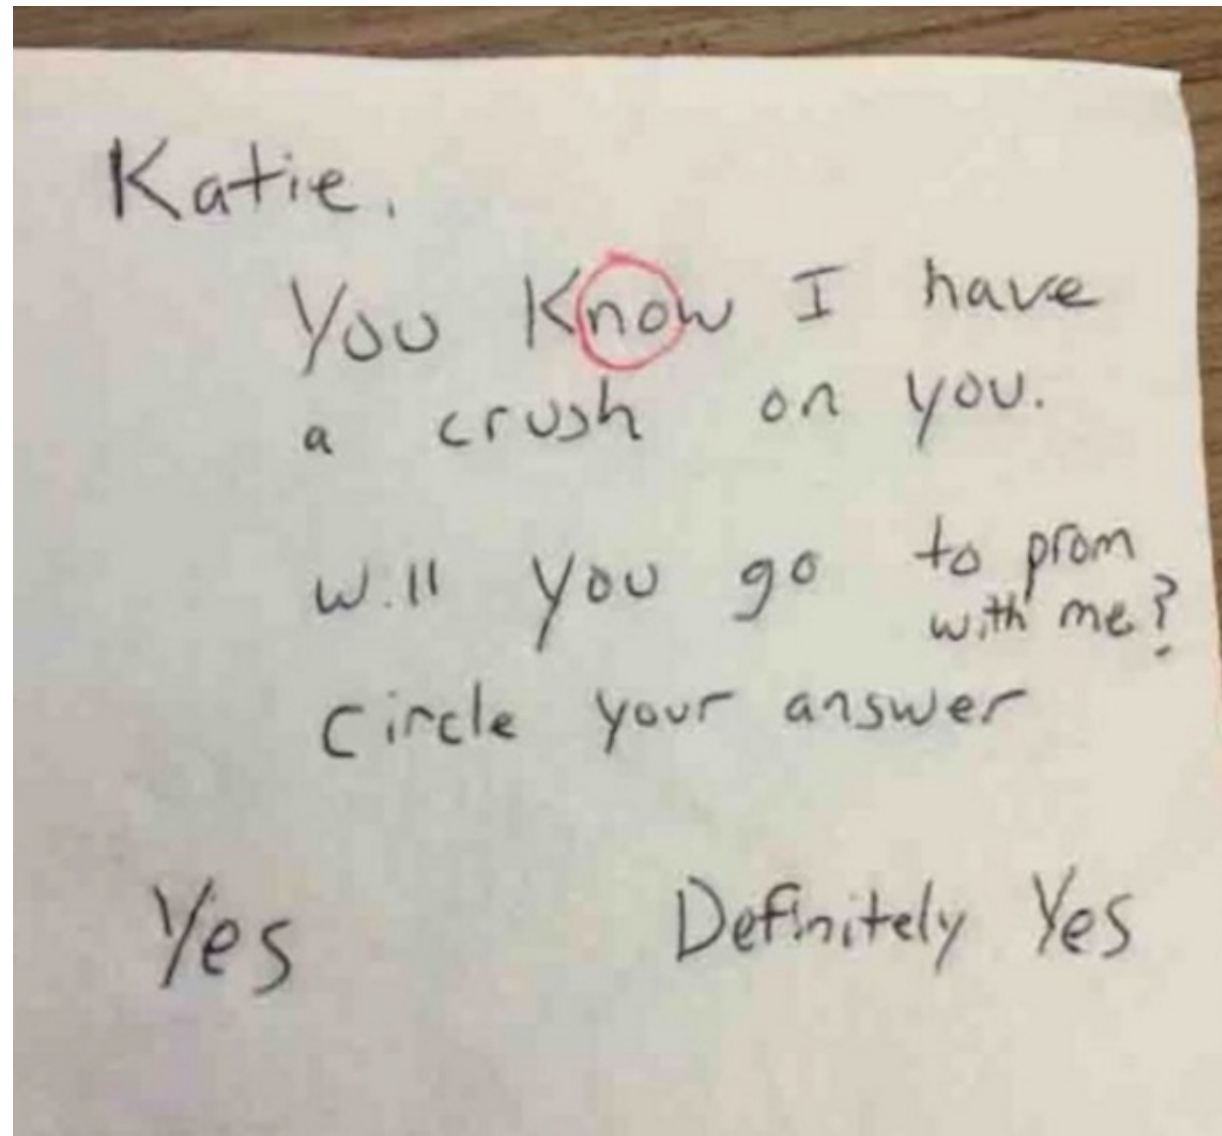 Katie,
You Know I have
a crush on you.
will you go to prom
with me?
Circle your answer
Yes Definitely Yes